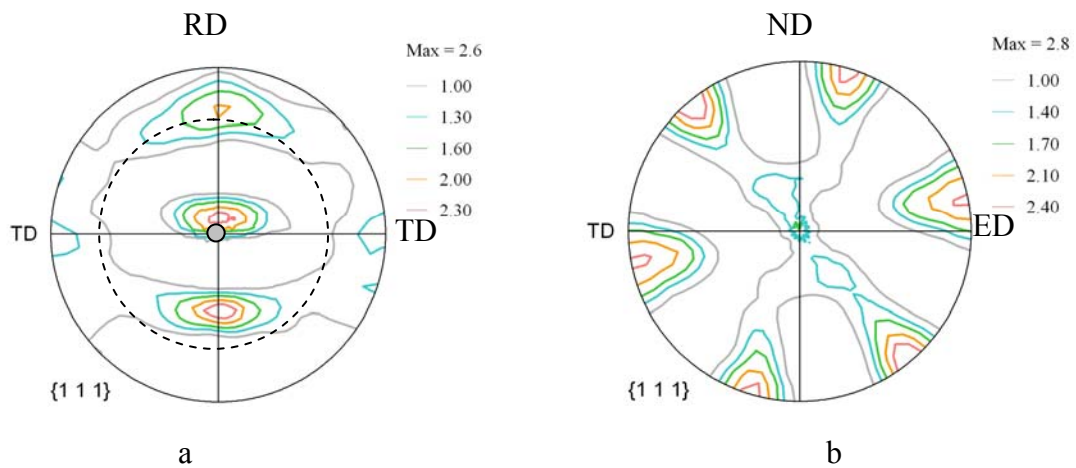 RD
Max = 2.6
1.00
1.30
1.60
2.00
2.30
TD
TD
{1 1 1}
a
ND
Max = 2.8
1.00
1.40
1.70
2.10
2.40
TD
ED
{1 1 1}
b